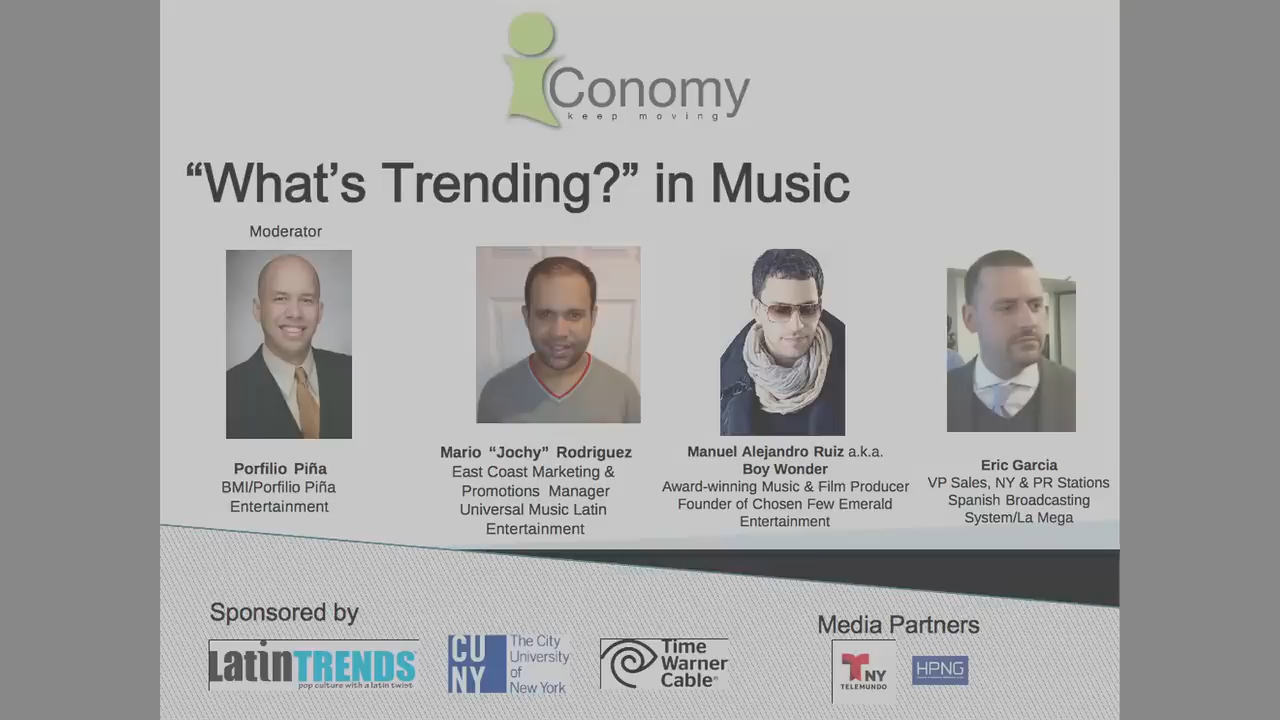 iConomy
keep moving
“What’s Trending?” in Music
Moderator
Porfilio Piña
BMI/Porfilio Piña
Entertainment
Mario “Jochy” Rodriguez
East Coast Marketing &
Promotions Manager
Universal Music Latin
Entertainment
Manuel Alejandro Ruiz a.k.a.
Boy Wonder
Award-winning Music & Film Producer
Founder of Chosen Few Emerald
Entertainment
Eric Garcia
VP Sales, NY & PR Stations
Spanish Broadcasting
System/La Mega
Sponsored by
LatinTRENDS
pop culture with a latin twist
CU
NY
The City
University
of
New York
Time
Warner
Cable®
Media Partners
T NY
TELEMUNDO
HPNG